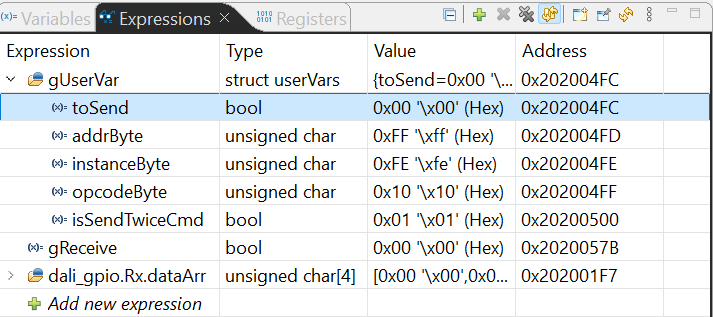 (x)= Variables Expressions 1010 0101 Registers
Expression Type Value Address
gUserVar struct userVars {toSend=0x00 '\... 0x202004FC
(x)= toSend bool 0x00 '\x00' (Hex) 0x202004FC
(x)= addrByte unsigned char 0xFF '\xff' (Hex) 0x202004FD
(x)= instanceByte unsigned char 0xFE '\xfe' (Hex) 0x202004FE
(x)= opcodeByte unsigned char 0x10 '\x10' (Hex) 0x202004FF
(x)= isSendTwiceCmd bool 0x01 '\x01' (Hex) 0x20200500
(x)= gReceive bool 0x00 '\x00' (Hex) 0x2020057B
dali_gpio.Rx.dataArr unsigned char[4] [0x00 '\x00',0x0... 0x202001F7
Add new expression